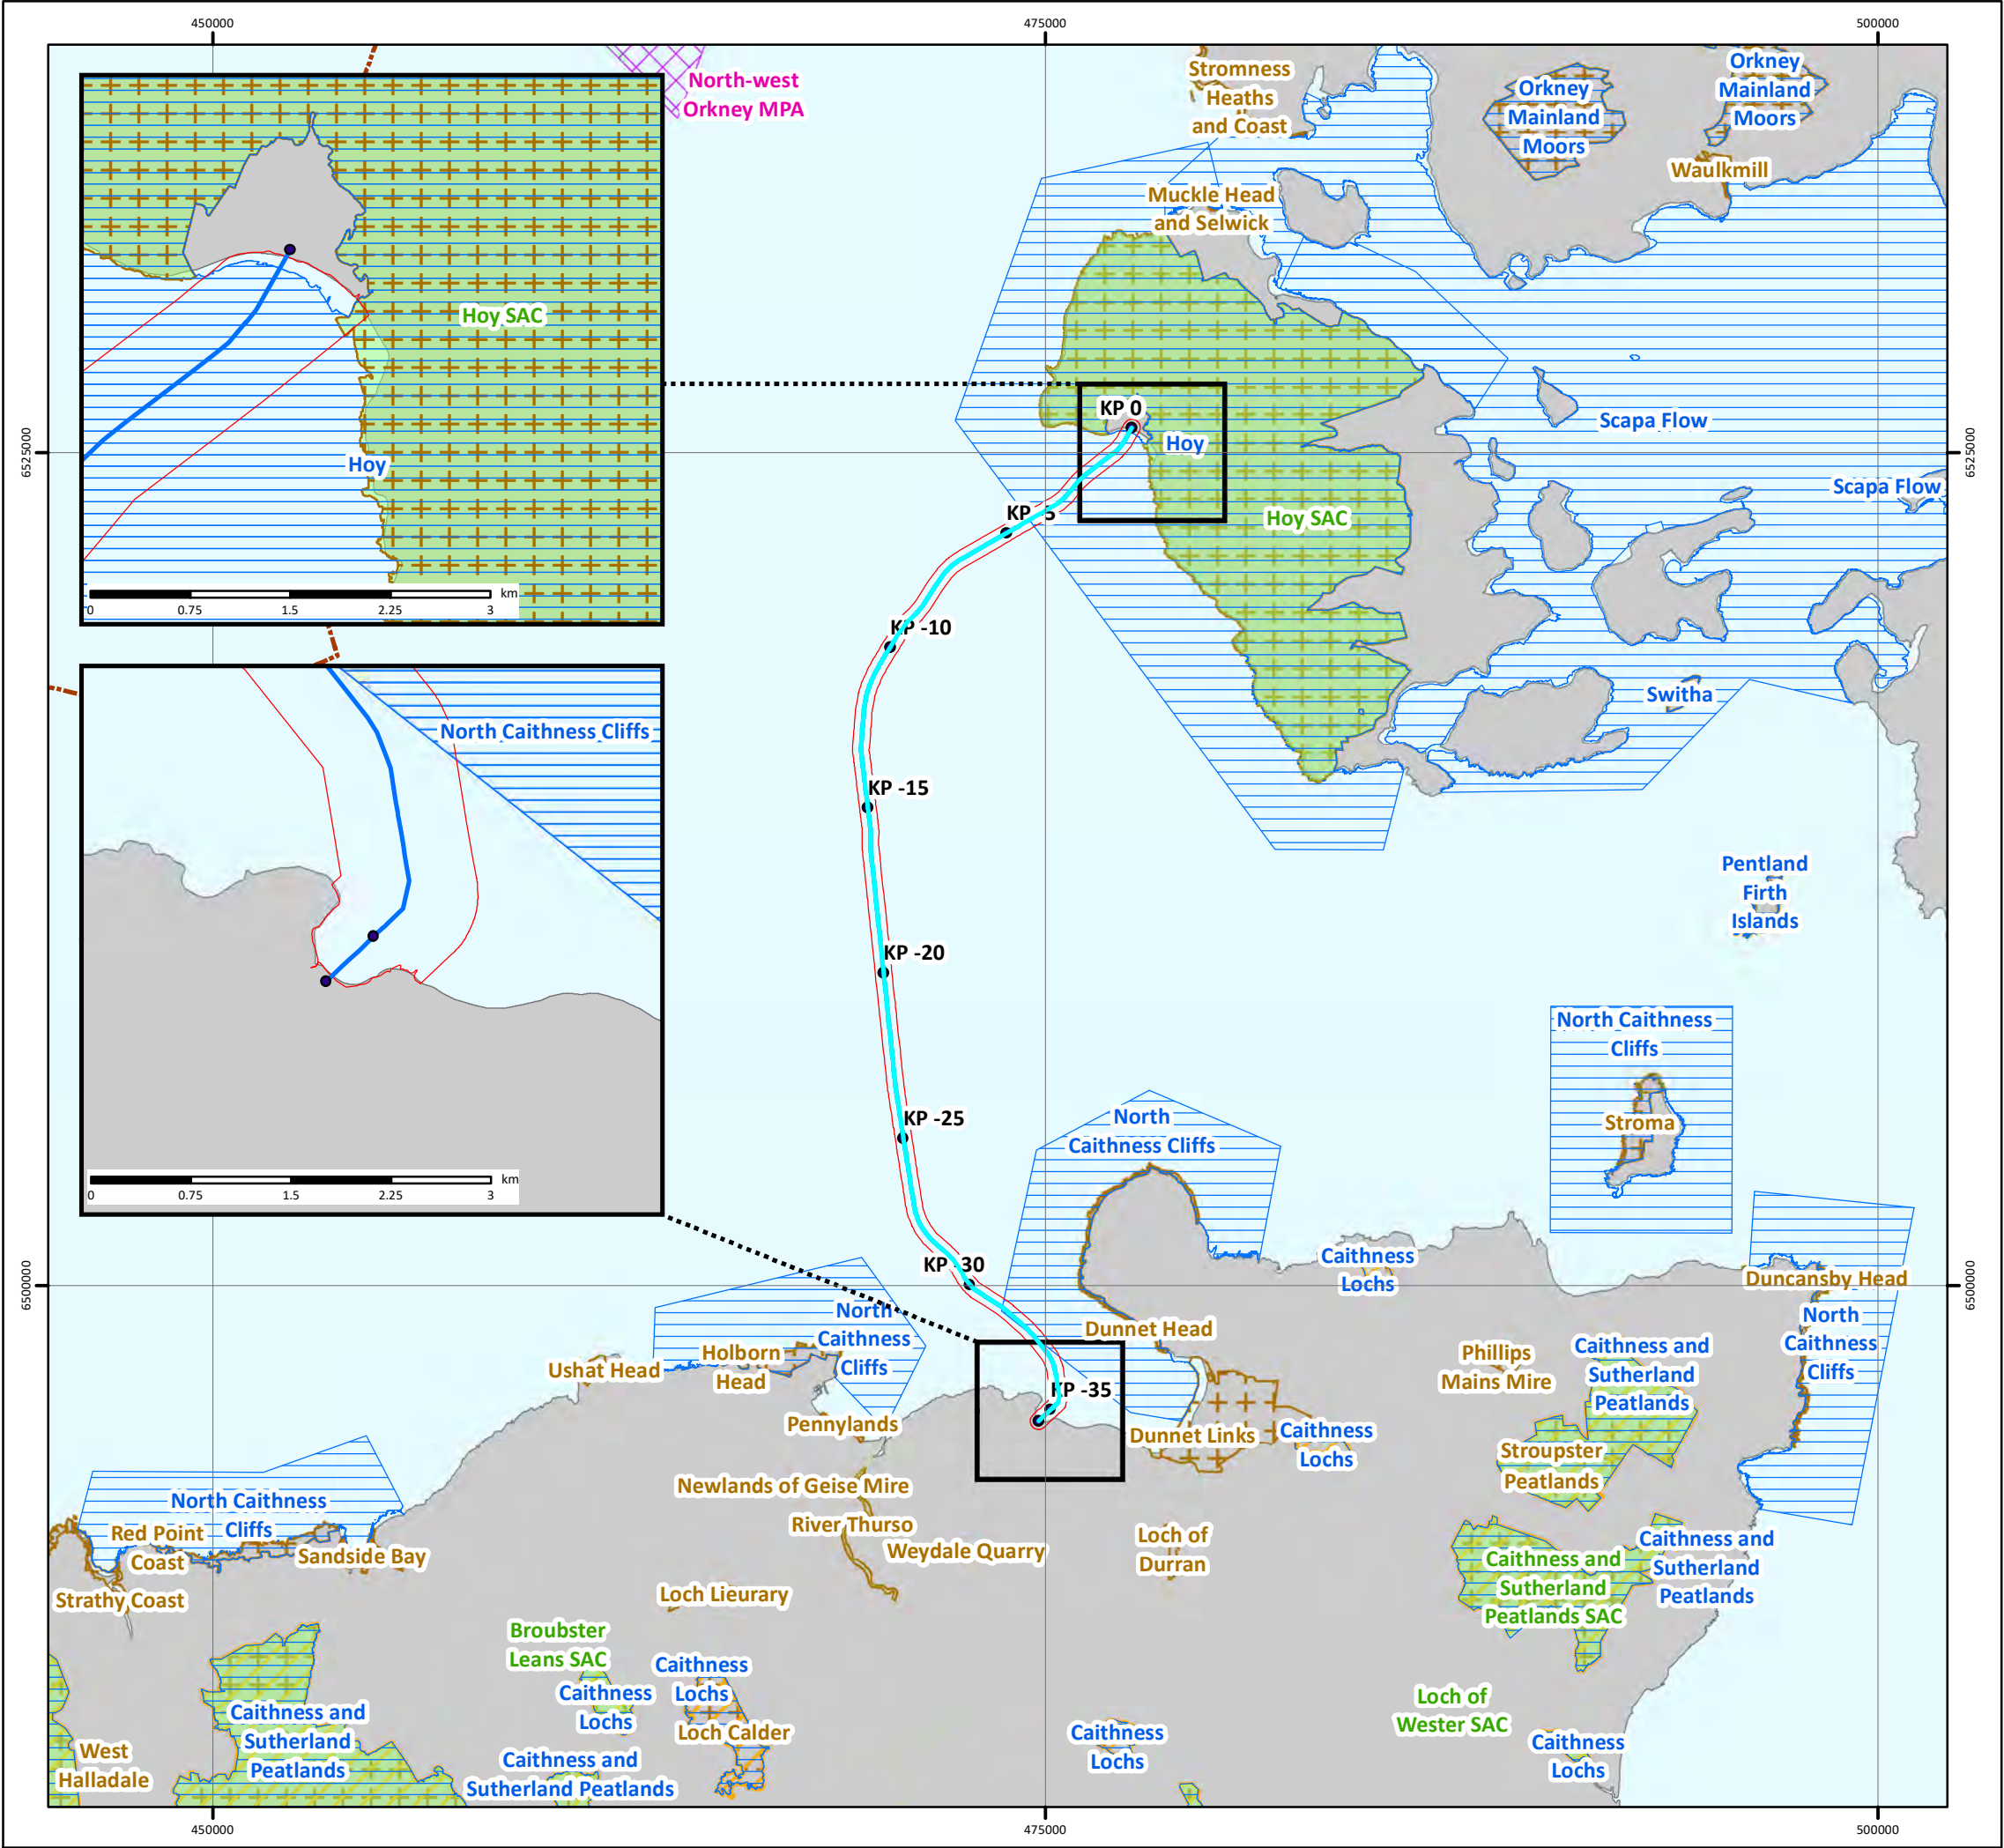 450000
475000
500000
North-west
Orkney MPA
Stromness
Heaths
and Coast
Orkney
Mainland
Moors
Orkney
Mainland
Moors
Waulkmill
Muckle Head
and Selwick
Hoy SAC
Hoy
0
0.75
1.5
2.25
3
km
KP 0
Hoy
Scapa Flow
6525000
6525000
Scapa Flow
KP -5
Hoy SAC
KP -10
Switha
North Caithness Cliffs
KP -15
Pentland
Firth
Islands
KP -20
North Caithness
Cliffs
Stroma
KP -25
North
Caithness Cliffs
0
0.75
1.5
2.25
3
km
KP -30
Caithness
Lochs
Duncansby Head
6500000
6500000
North
Caithness
Cliffs
North
Caithness
Cliffs
Dunnet Head
Ushat Head
Holborn
Head
Phillips
Mains Mire
Caithness and
Sutherland
Peatlands
KP -35
Pennylands
Dunnet Links
Caithness
Lochs
Stroupster
Peatlands
Newlands of Geise Mire
River Thurso
Weydale Quarry
North Caithness
Cliffs
Red Point
Coast
Sandside Bay
Strathy Coast
Loch of
Durran
Caithness and
Sutherland
Peatlands SAC
Caithness and
Sutherland
Peatlands
Loch Lieurary
Broubster
Leans SAC
Caithness
Lochs
Caithness
Lochs
Loch Calder
Caithness and
Sutherland
Peatlands
West
Halladale
Caithness and
Sutherland Peatlands
Caithness
Lochs
Loch of
Wester SAC
Caithness
Lochs
450000
475000
500000